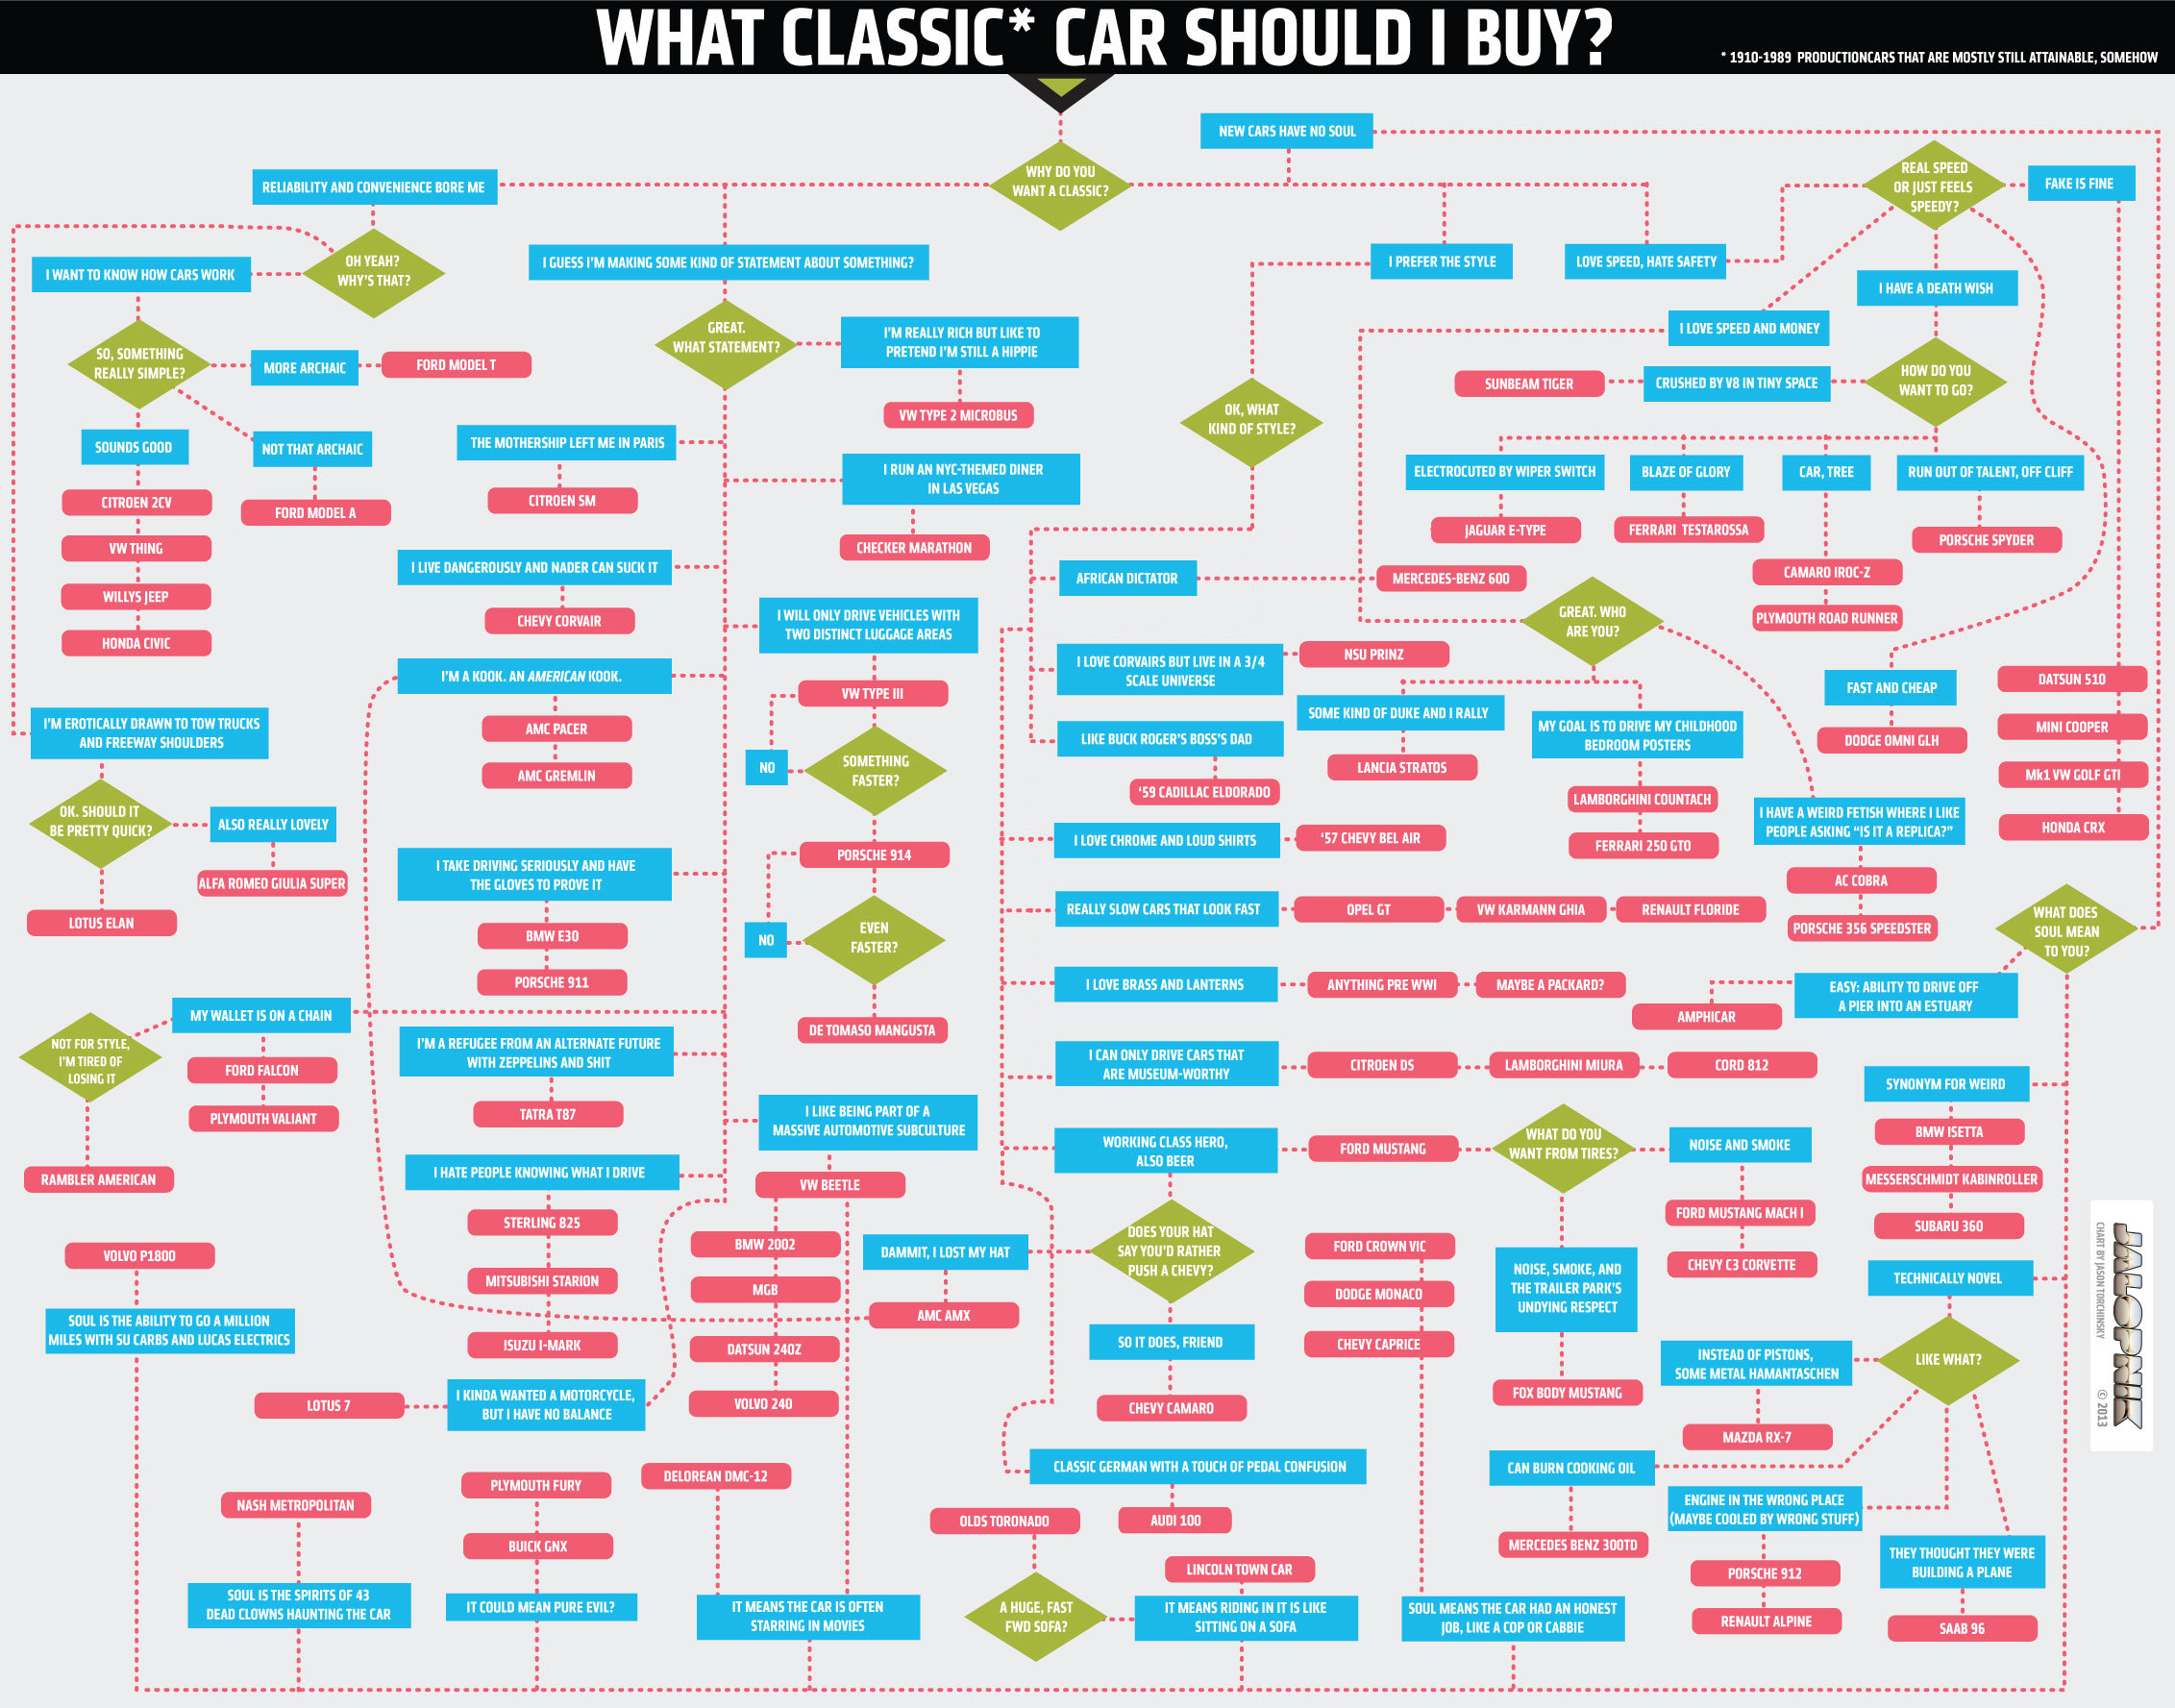 WHAT CLASSIC* CAR SHOULD I BUY?
* 1910-1989 PRODUCTIONCARS THAT ARE MOSTLY STILL ATTAINABLE, SOMEHOW
NEW CARS HAVE NO SOUL
WHY DO YOU
WANT A CLASSIC?
RELIABILITY AND CONVENIENCE BORE ME
OH YEAH?
WHY'S THAT?
I WANT TO KNOW HOW CARS WORK
SO, SOMETHING
REALLY SIMPLE?
MORE ARCHAIC
FORD MODEL T
SOUNDS GOOD
NOT THAT ARCHAIC
FORD MODEL A
CITROEN 2CV
VW THING
WILLYS JEEP
HONDA CIVIC
I'M EROTICALLY DRAWN TO TOW TRUCKS
AND FREEWAY SHOULDERS
OK. SHOULD IT
BE PRETTY QUICK?
ALSO REALLY LOVELY
ALFA ROMEO GIULIA SUPER
LOTUS ELAN
I GUESS I'M MAKING SOME KIND OF STATEMENT ABOUT SOMETHING?
GREAT.
WHAT STATEMENT?
I'M REALLY RICH BUT LIKE TO
PRETEND I'M STILL A HIPPIE
VW TYPE 2 MICROBUS
THE MOTHERSHIP LEFT ME IN PARIS
CITROEN SM
I RUN AN NYC-THEMED DINER
IN LAS VEGAS
CHECKER MARATHON
I LIVE DANGEROUSLY AND NADER CAN SUCK IT
CHEVY CORVAIR
I WILL ONLY DRIVE VEHICLES WITH
TWO DISTINCT LUGGAGE AREAS
VW TYPE III
SOMETHING
FASTER?
NO
PORSCHE 914
EVEN
FASTER?
NO
DE TOMASO MANGUSTA
I'M A KOOK. AN AMERICAN KOOK.
AMC PACER
AMC GREMLIN
I TAKE DRIVING SERIOUSLY AND HAVE
THE GLOVES TO PROVE IT
BMW E30
PORSCHE 911
MY WALLET IS ON A CHAIN
NOT FOR STYLE,
I'M TIRED OF
LOSING IT
FORD FALCON
PLYMOUTH VALIANT
RAMBLER AMERICAN
I'M A REFUGEE FROM AN ALTERNATE FUTURE
WITH ZEPPELINS AND SHIT
TATRA T87
I LIKE BEING PART OF A
MASSIVE AUTOMOTIVE SUBCULTURE
VW BEETLE
BMW 2002
MGB
DATSUN 240Z
VOLVO 240
I HATE PEOPLE KNOWING WHAT I DRIVE
STERLING 825
MITSUBISHI STARION
ISUZU I-MARK
I KINDA WANTED A MOTORCYCLE,
BUT I HAVE NO BALANCE
LOTUS 7
I PREFER THE STYLE
OK, WHAT
KIND OF STYLE?
AFRICAN DICTATOR
MERCEDES-BENZ 600
I LOVE CORVAIRS BUT LIVE IN A 3/4
SCALE UNIVERSE
NSU PRINZ
LIKE BUCK ROGER'S BOSS'S DAD
'59 CADILLAC ELDORADO
I LOVE CHROME AND LOUD SHIRTS
'57 CHEVY BEL AIR
REALLY SLOW CARS THAT LOOK FAST
OPEL GT
VW KARMANN GHIA
RENAULT FLORIDE
I LOVE BRASS AND LANTERNS
ANYTHING PRE WWI
MAYBE A PACKARD?
I CAN ONLY DRIVE CARS THAT
ARE MUSEUM-WORTHY
CITROEN DS
LAMBORGHINI MIURA
CORD 812
WORKING CLASS HERO,
ALSO BEER
FORD MUSTANG
WHAT DO YOU
WANT FROM TIRES?
NOISE AND SMOKE
FORD MUSTANG MACH I
CHEVY C3 CORVETTE
NOISE, SMOKE, AND
THE TRAILER PARK'S
UNDYING RESPECT
FOX BODY MUSTANG
DOES YOUR HAT
SAY YOU'D RATHER
PUSH A CHEVY?
DAMMIT, I LOST MY HAT
AMC AMX
SO IT DOES, FRIEND
CHEVY CAMARO
CLASSIC GERMAN WITH A TOUCH OF PEDAL CONFUSION
AUDI 100
LOVE SPEED, HATE SAFETY
REAL SPEED
OR JUST FEELS
SPEEDY?
FAKE IS FINE
DATSUN 510
MINI COOPER
Mk1 VW GOLF GTI
HONDA CRX
I HAVE A DEATH WISH
I LOVE SPEED AND MONEY
HOW DO YOU
WANT TO GO?
CRUSHED BY V8 IN TINY SPACE
SUNBEAM TIGER
ELECTROCUTED BY WIPER SWITCH
JAGUAR E-TYPE
BLAZE OF GLORY
FERRARI TESTAROSSA
CAR, TREE
CAMARO IROC-Z
PLYMOUTH ROAD RUNNER
RUN OUT OF TALENT, OFF CLIFF
PORSCHE SPYDER
FAST AND CHEAP
DODGE OMNI GLH
GREAT. WHO
ARE YOU?
SOME KIND OF DUKE AND I RALLY
LANCIA STRATOS
MY GOAL IS TO DRIVE MY CHILDHOOD
BEDROOM POSTERS
LAMBORGHINI COUNTACH
FERRARI 250 GTO
I HAVE A WEIRD FETISH WHERE I LIKE
PEOPLE ASKING "IS IT A REPLICA?"
AC COBRA
PORSCHE 356 SPEEDSTER
WHAT DOES
SOUL MEAN
TO YOU?
EASY: ABILITY TO DRIVE OFF
A PIER INTO AN ESTUARY
AMPHICAR
SYNONYM FOR WEIRD
BMW ISETTA
MESSERSCHMIDT KABINROLLER
SUBARU 360
TECHNICALLY NOVEL
LIKE WHAT?
INSTEAD OF PISTONS,
SOME METAL HAMANTASCHEN
MAZDA RX-7
CAN BURN COOKING OIL
MERCEDES BENZ 300TD
ENGINE IN THE WRONG PLACE
(MAYBE COOLED BY WRONG STUFF)
PORSCHE 912
RENAULT ALPINE
THEY THOUGHT THEY WERE
BUILDING A PLANE
SAAB 96
FORD CROWN VIC
DODGE MONACO
CHEVY CAPRICE
SOUL MEANS THE CAR HAD AN HONEST
JOB, LIKE A COP OR CABBIE
LINCOLN TOWN CAR
IT MEANS RIDING IN IT IS LIKE
SITTING ON A SOFA
A HUGE, FAST
FWD SOFA?
OLDS TORONADO
DELOREAN DMC-12
IT MEANS THE CAR IS OFTEN
STARRING IN MOVIES
PLYMOUTH FURY
BUICK GNX
IT COULD MEAN PURE EVIL?
NASH METROPOLITAN
SOUL IS THE SPIRITS OF 43
DEAD CLOWNS HAUNTING THE CAR
VOLVO P1800
SOUL IS THE ABILITY TO GO A MILLION
MILES WITH SU CARBS AND LUCAS ELECTRICS
JALOPNIK
CHART BY JASON TORCHINSKY © 2013